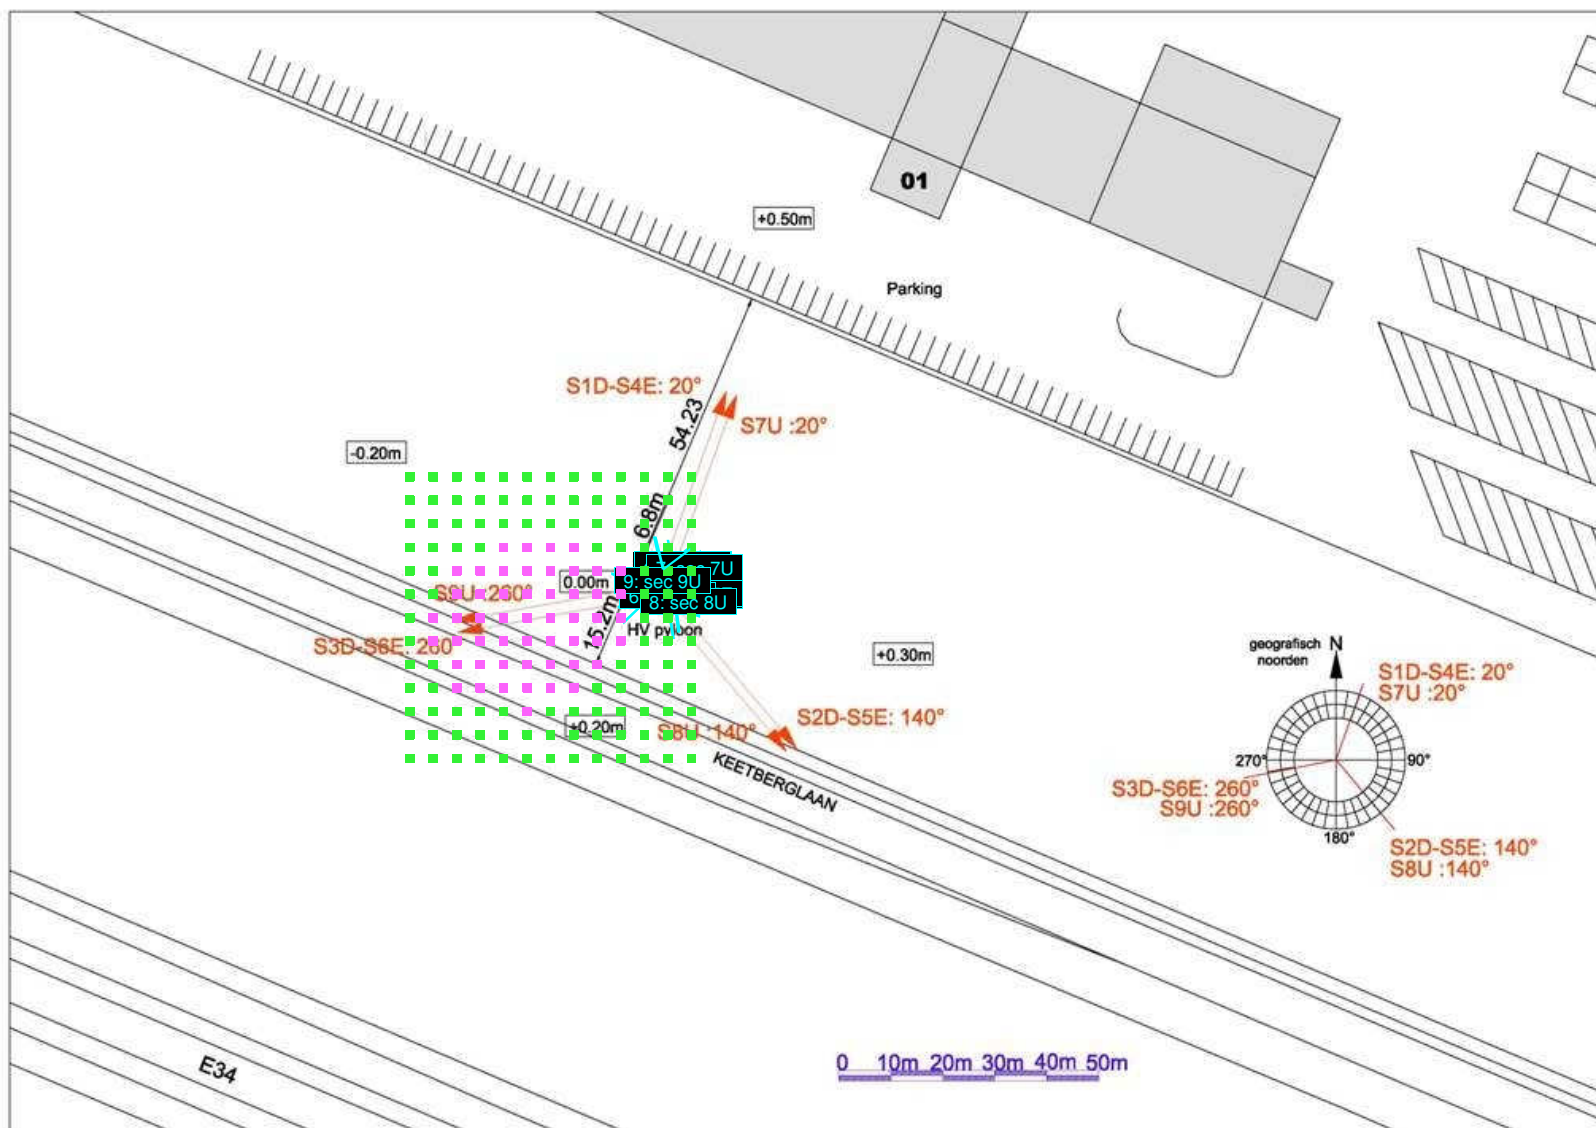 01
+0.50m
Parking
S1D-S4E: 20°
S7U :20°
54.23
-0.20m
6.8m
7U
0.00m
9: sec 9U
S9U :260°
6
8: sec 8U
15.2m
HV pyloon
S3D-S6E: 260
+0.30m
geografisch
noorden
N
S1D-S4E: 20°
S7U :20°
S2D-S5E: 140°
+0.20m
S8U :140°
KEETBERGLAAN
270°
90°
S3D-S6E: 260°
S9U :260°
180°
S2D-S5E: 140°
S8U :140°
E34
0 10m 20m 30m 40m 50m